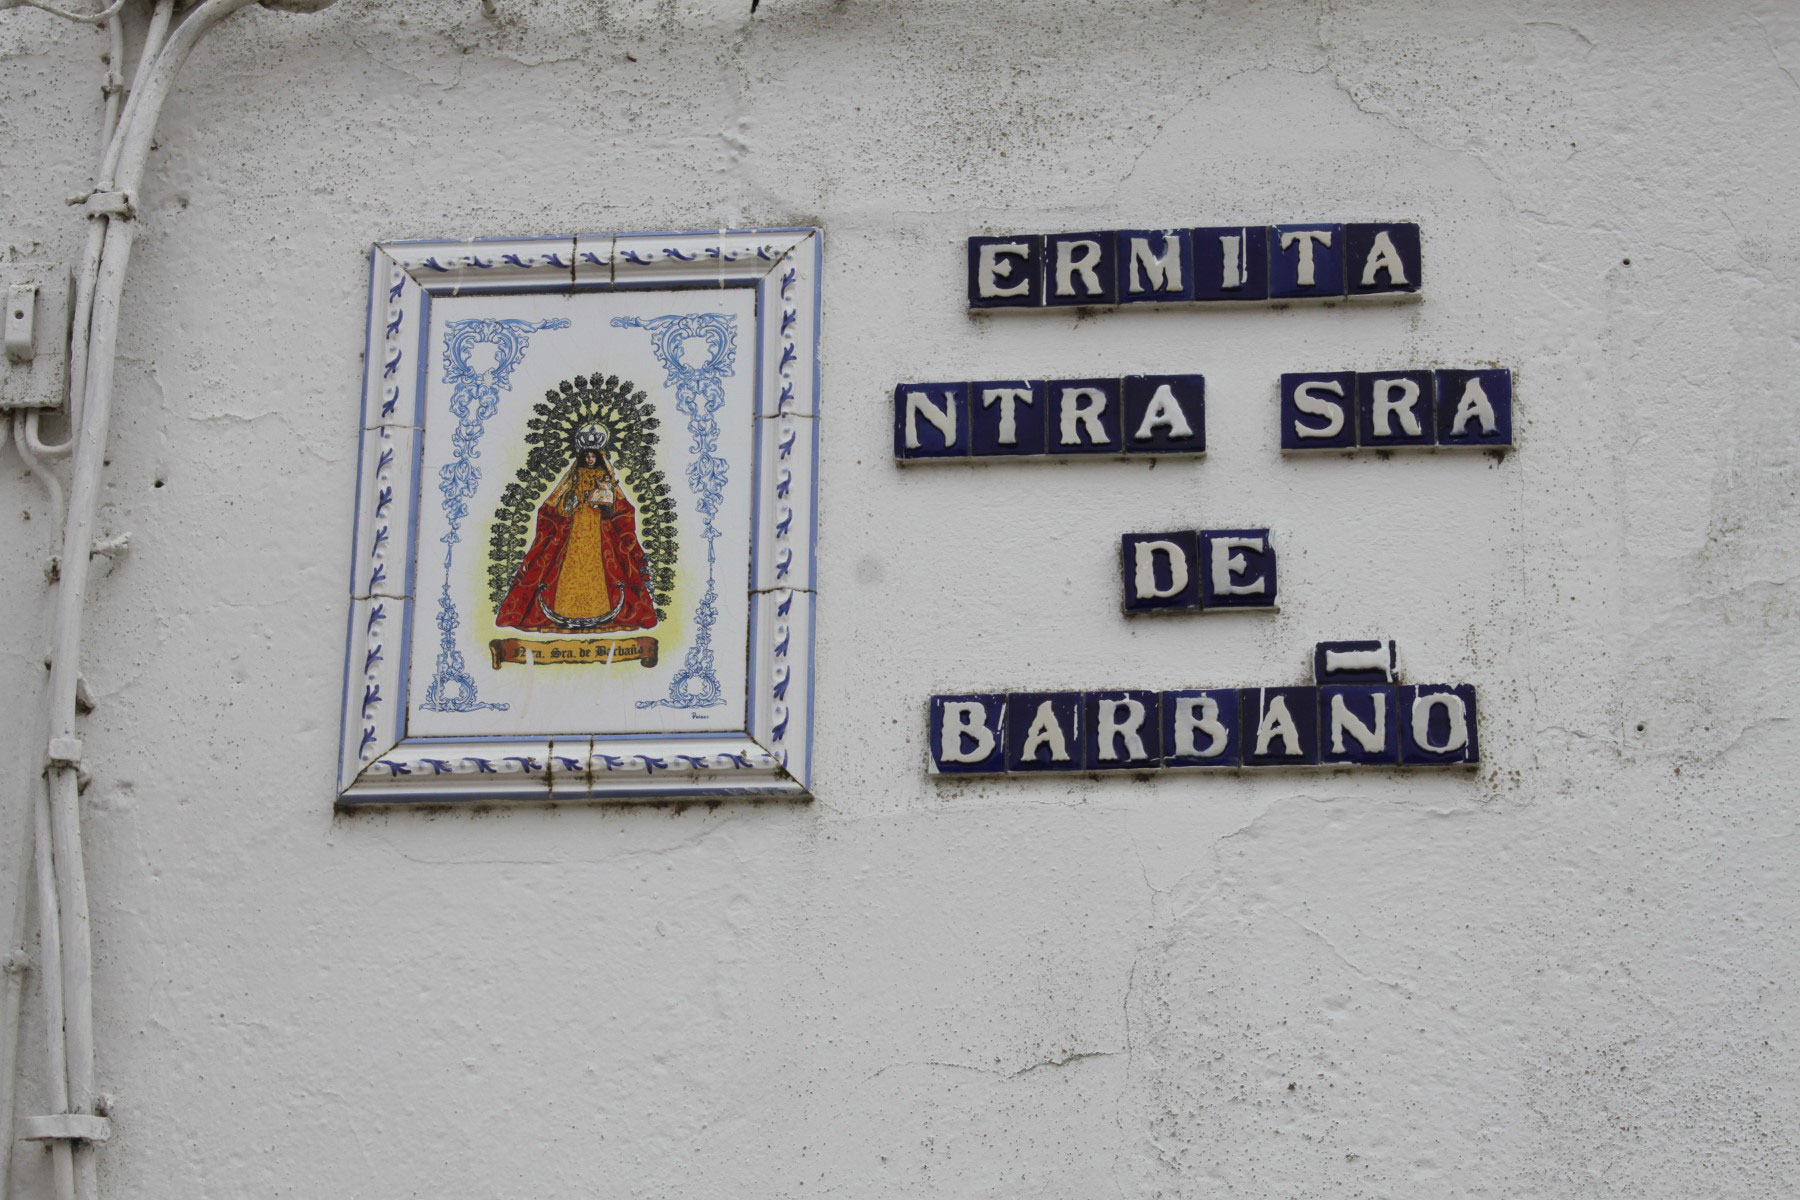 Ntra. Sra. de Barbaño
ERMITA
NTRA SRA
DE
BARBAÑO